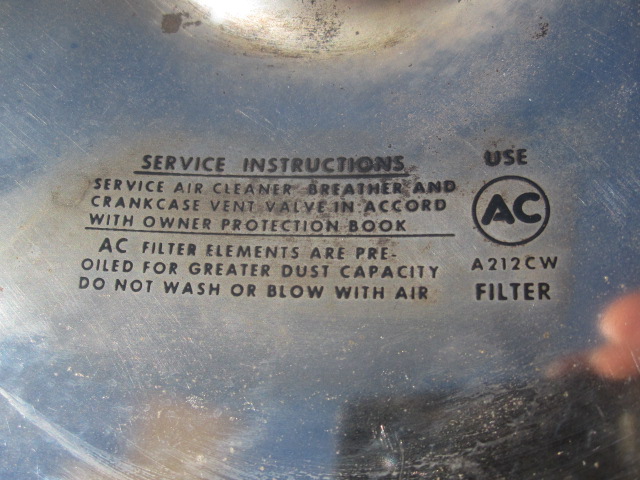 SERVICE INSTRUCTIONS
SERVICE AIR CLEANER BREATHER AND
CRANKCASE VENT VALVE IN ACCORD
WITH OWNER PROTECTION BOOK
AC FILTER ELEMENTS ARE PRE-
OILED FOR GREATER DUST CAPACITY
DO NOT WASH OR BLOW WITH AIR
USE
AC
A212CW
FILTER